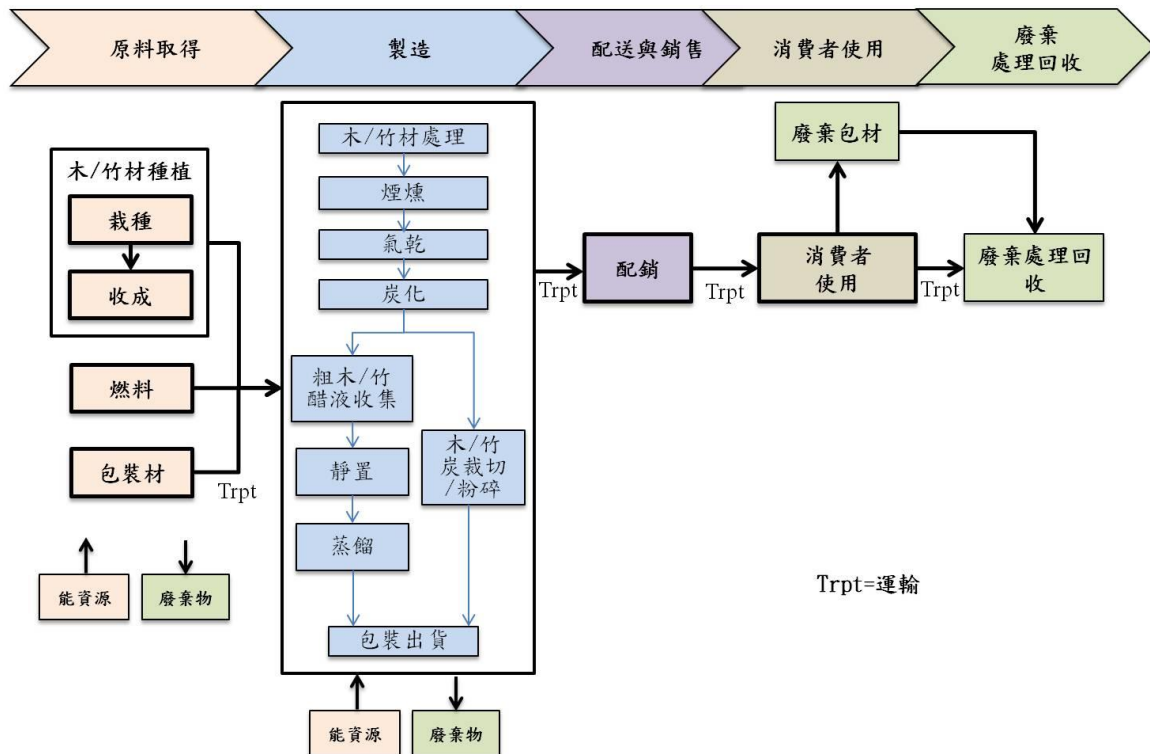 原料取得
製造
配送與銷售
消費者使用
廢棄
處理回收
木/竹材種植
栽種
收成
燃料
包裝材
Trpt
能資源
廢棄物
木/竹材處理
煙燻
氣乾
炭化
粗木/竹
醋液收集
靜置
蒸餾
木/竹
炭裁切
/粉碎
包裝出貨
能資源
廢棄物
Trpt
配銷
Trpt
消費者
使用
廢棄包材
Trpt
廢棄處理回
收
Trpt=運輸